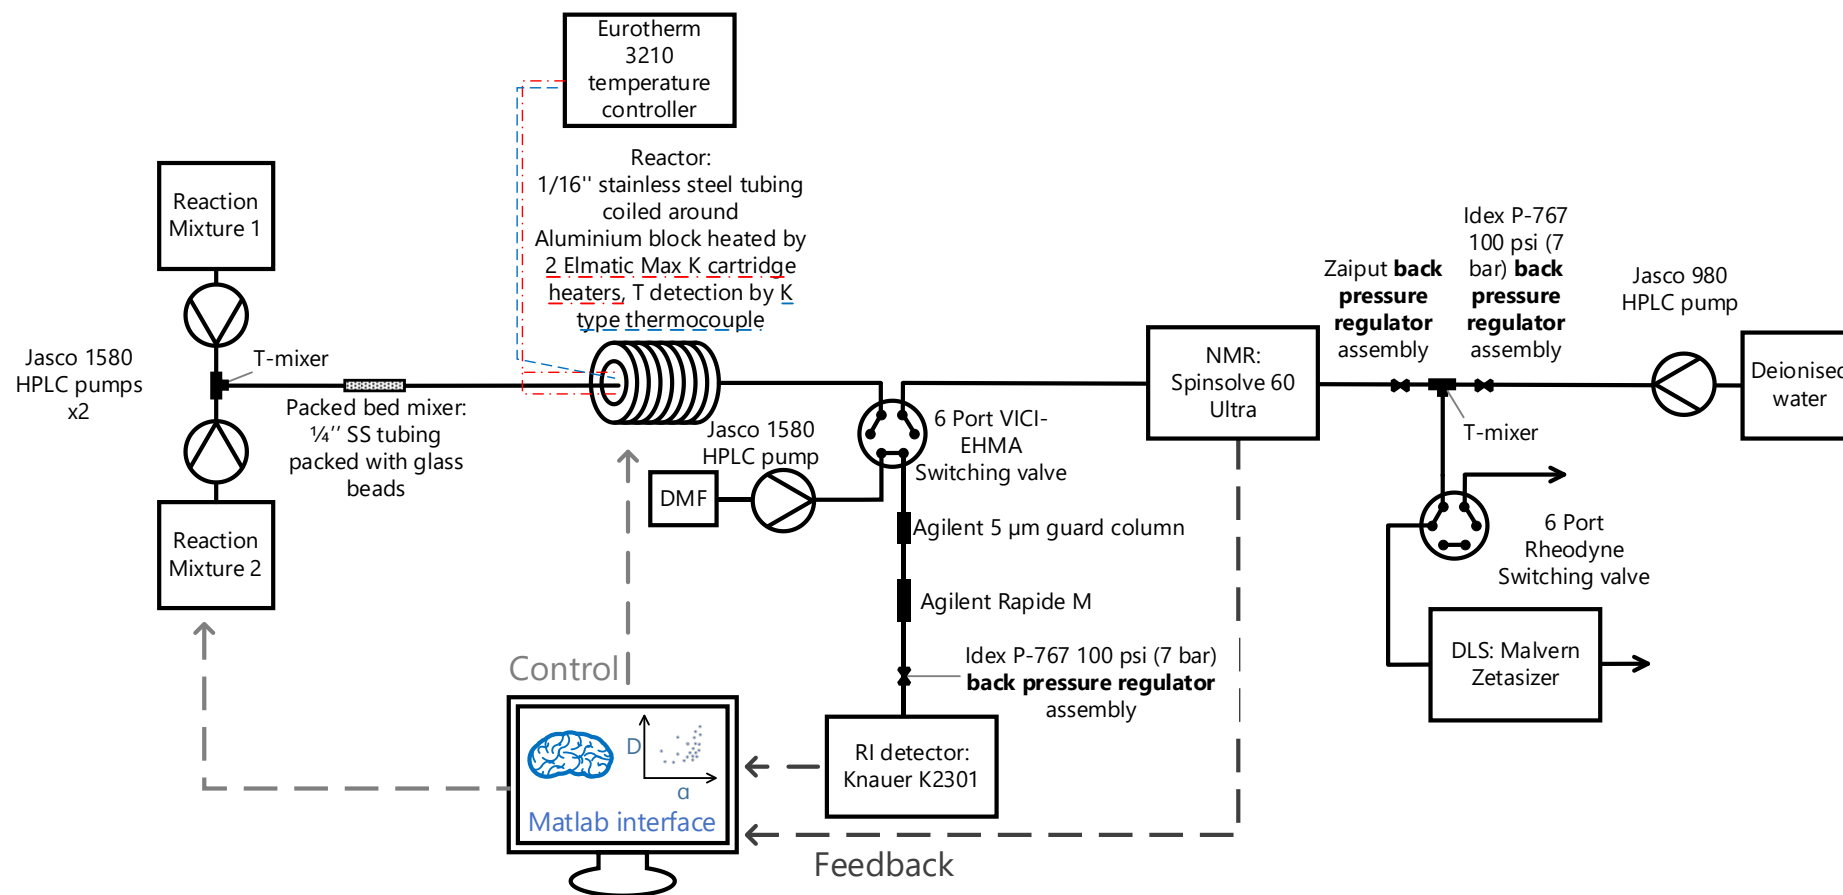 Eurotherm
3210
temperature
controller
Reaction
Mixture 1
Reactor:
1/16'' stainless steel tubing
coiled around
Aluminium block heated by
2 Elmatic Max K cartridge
heaters, T detection by K
type thermocouple
Jasco 1580
HPLC pumps
x2
T-mixer
Packed bed mixer:
¼'' SS tubing
packed with glass
beads
Reaction
Mixture 2
Jasco 1580
HPLC pump
DMF
6 Port VICI-
EHMA
Switching valve
Agilent 5 µm guard column
Agilent Rapide M
Idex P-767 100 psi (7 bar)
back pressure regulator
assembly
RI detector:
Knauer K2301
NMR:
Spinsolve 60
Ultra
Zaiput back
pressure
regulator
assembly
Idex P-767
100 psi (7
bar) back
pressure
regulator
assembly
Jasco 980
HPLC pump
Deionised
water
T-mixer
6 Port
Rheodyne
Switching valve
DLS: Malvern
Zetasizer
Control
D
α
Matlab interface
Feedback